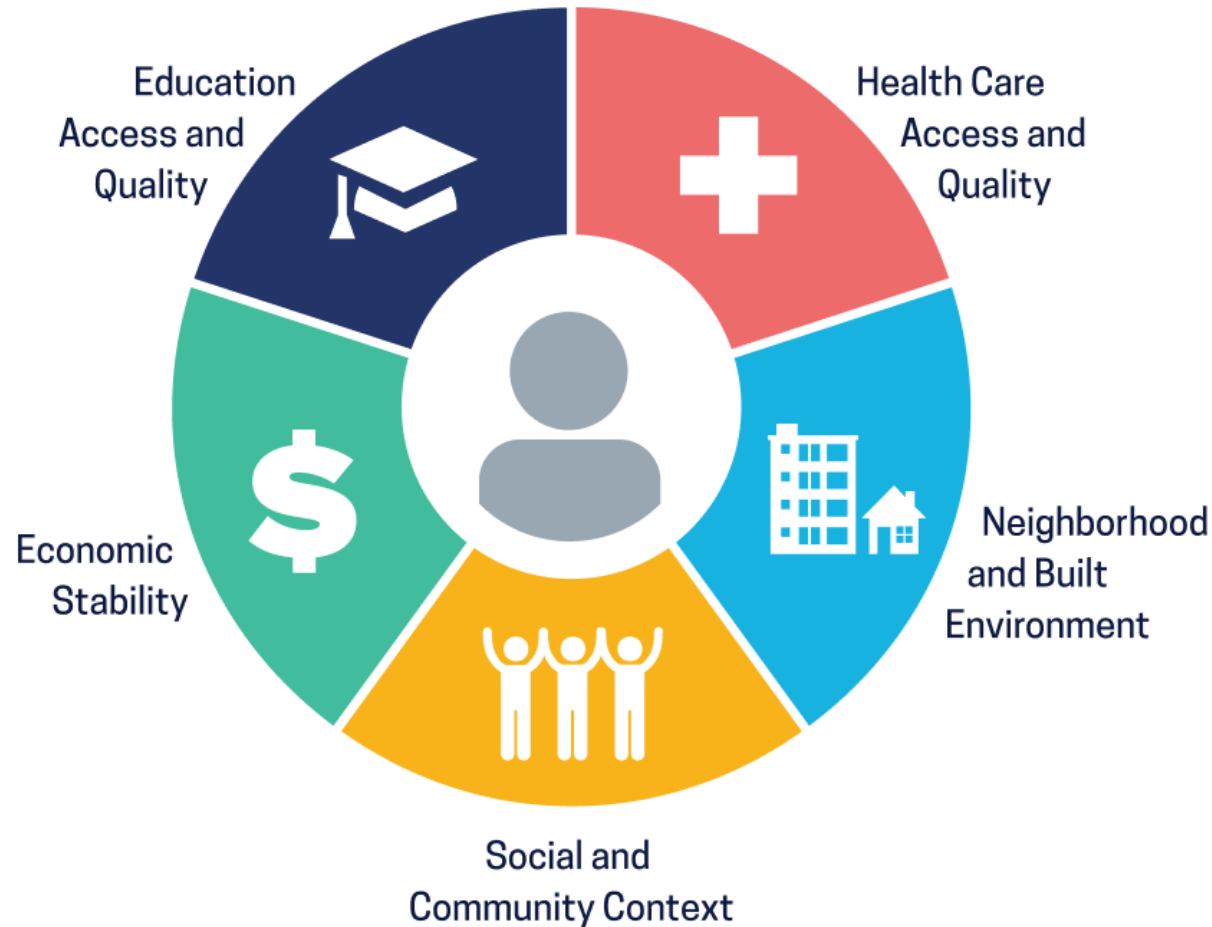 Education
Access and
Quality
Health Care
Access and
Quality
Economic
Stability
Neighborhood
and Built
Environment
Social and
Community Context